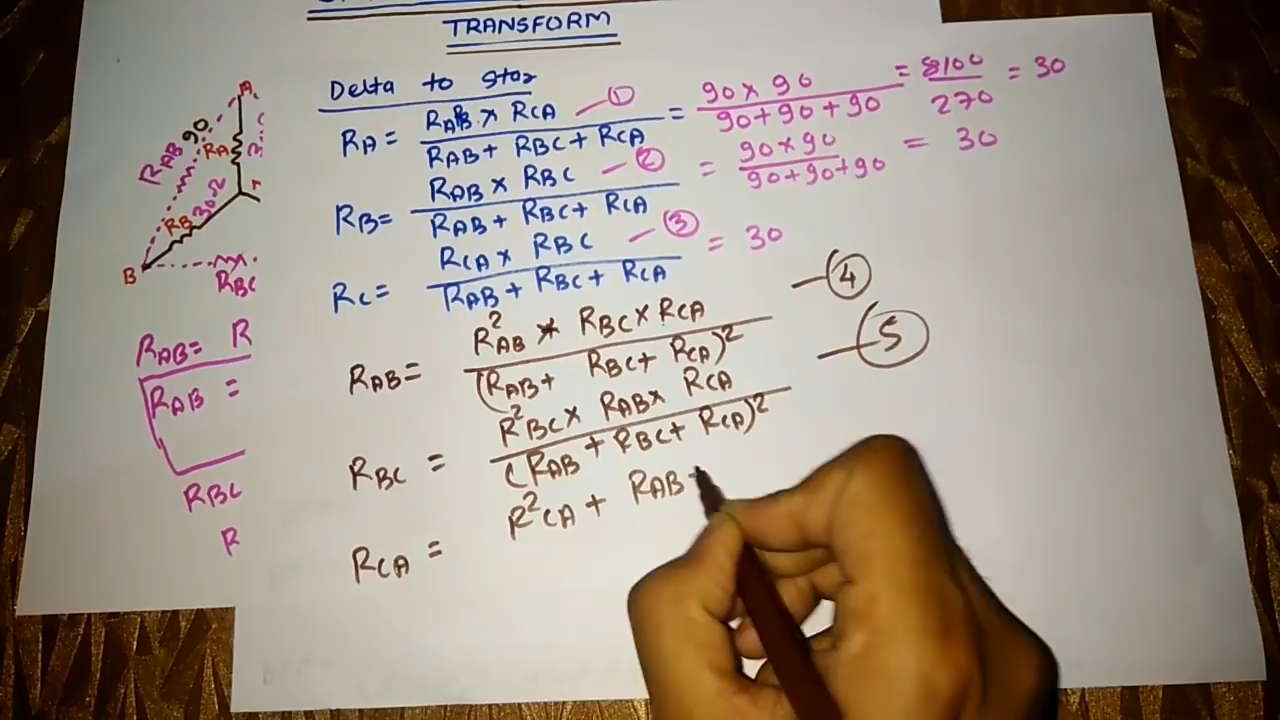 TRANSFORM
Delta to Star
RA = RAB × RCA / RAB + RBC + RCA — 1 = 90 × 90 / 90 + 90 + 90 = 8100 / 270 = 30
RB = RAB × RBC / RAB + RBC + RCA — 2 = 90 × 90 / 90 + 90 + 90 = 30
RC = RCA × RBC / RAB + RBC + RCA — 3 = 30
RAB = R²AB × RBC × RCA / (RAB + RBC + RCA)² — 4
RBC = R²BC × RAB × RCA / (RAB + RBC + RCA)² — 5
RCA = R²CA + RAB
A
RAB 90
RA
RB 30Ω
B
RBC
RAB = R
RAB =
RBC
R